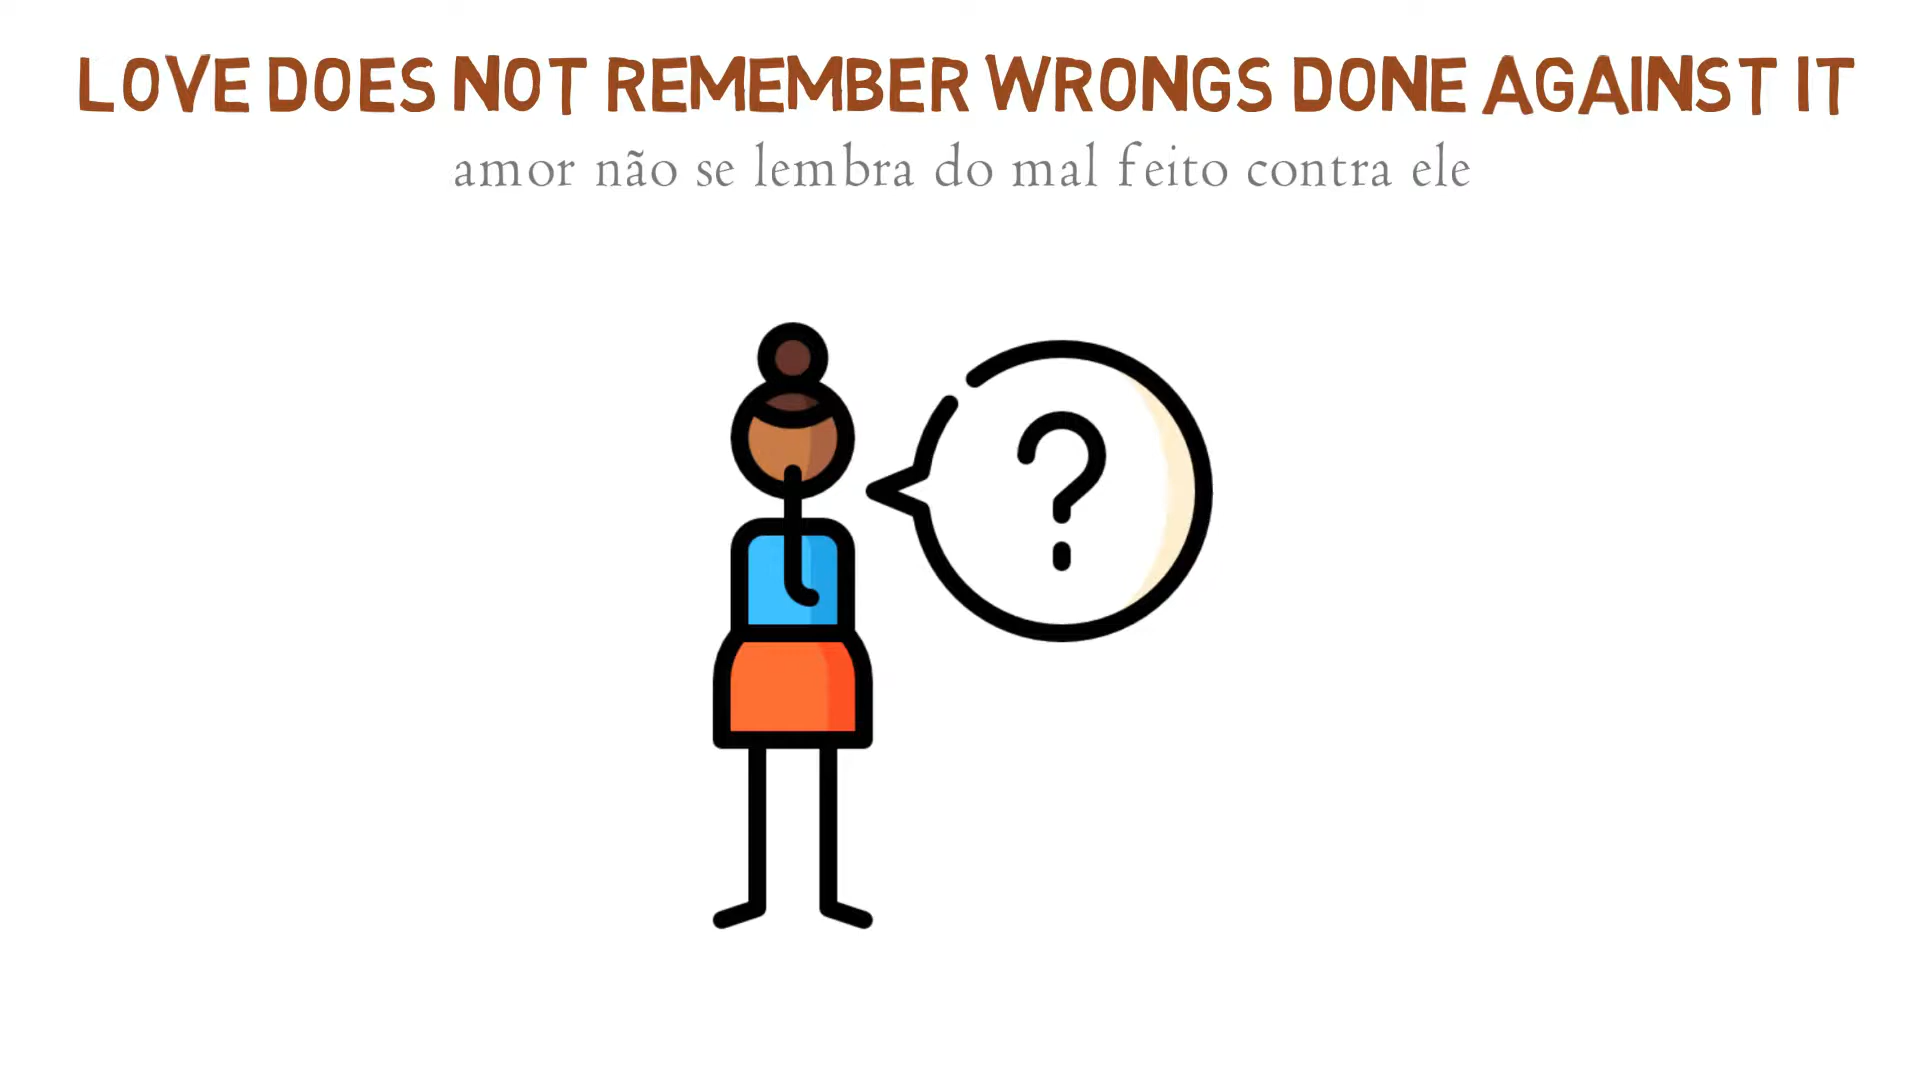 LOVE DOES NOT REMEMBER WRONGS DONE AGAINST IT
amor não se lembra do mal feito contra ele
?